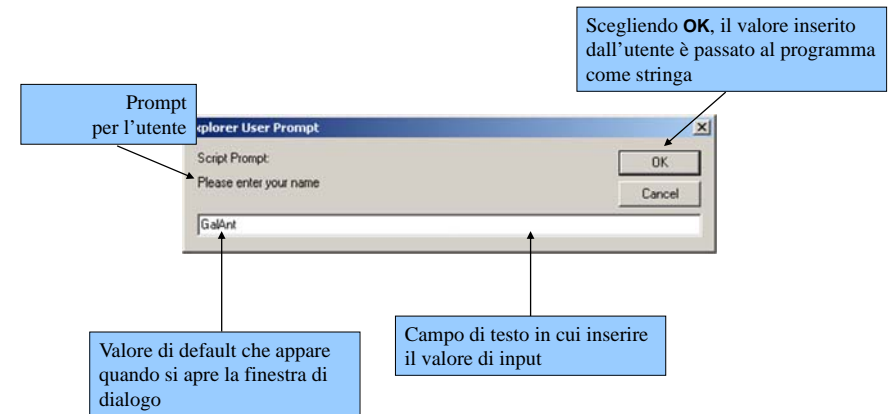 Scegliendo OK, il valore inserito
dall'utente è passato al programma
come stringa
Prompt
per l'utente
xplorer User Prompt
Script Prompt:
Please enter your name
OK
Cancel
GalAnt
Valore di default che appare
quando si apre la finestra di
dialogo
Campo di testo in cui inserire
il valore di input